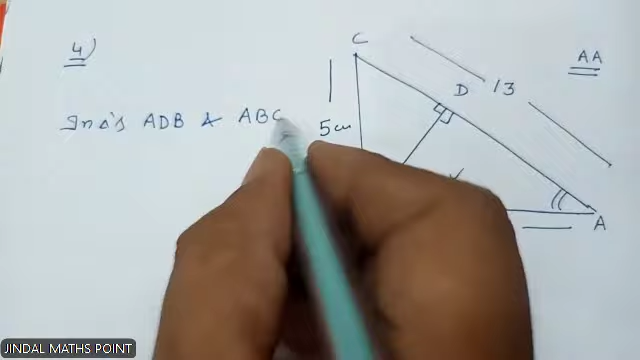 4)
In Δ's ADB & ABC
C
D
13
AA
5cm
A
JINDAL MATHS POINT